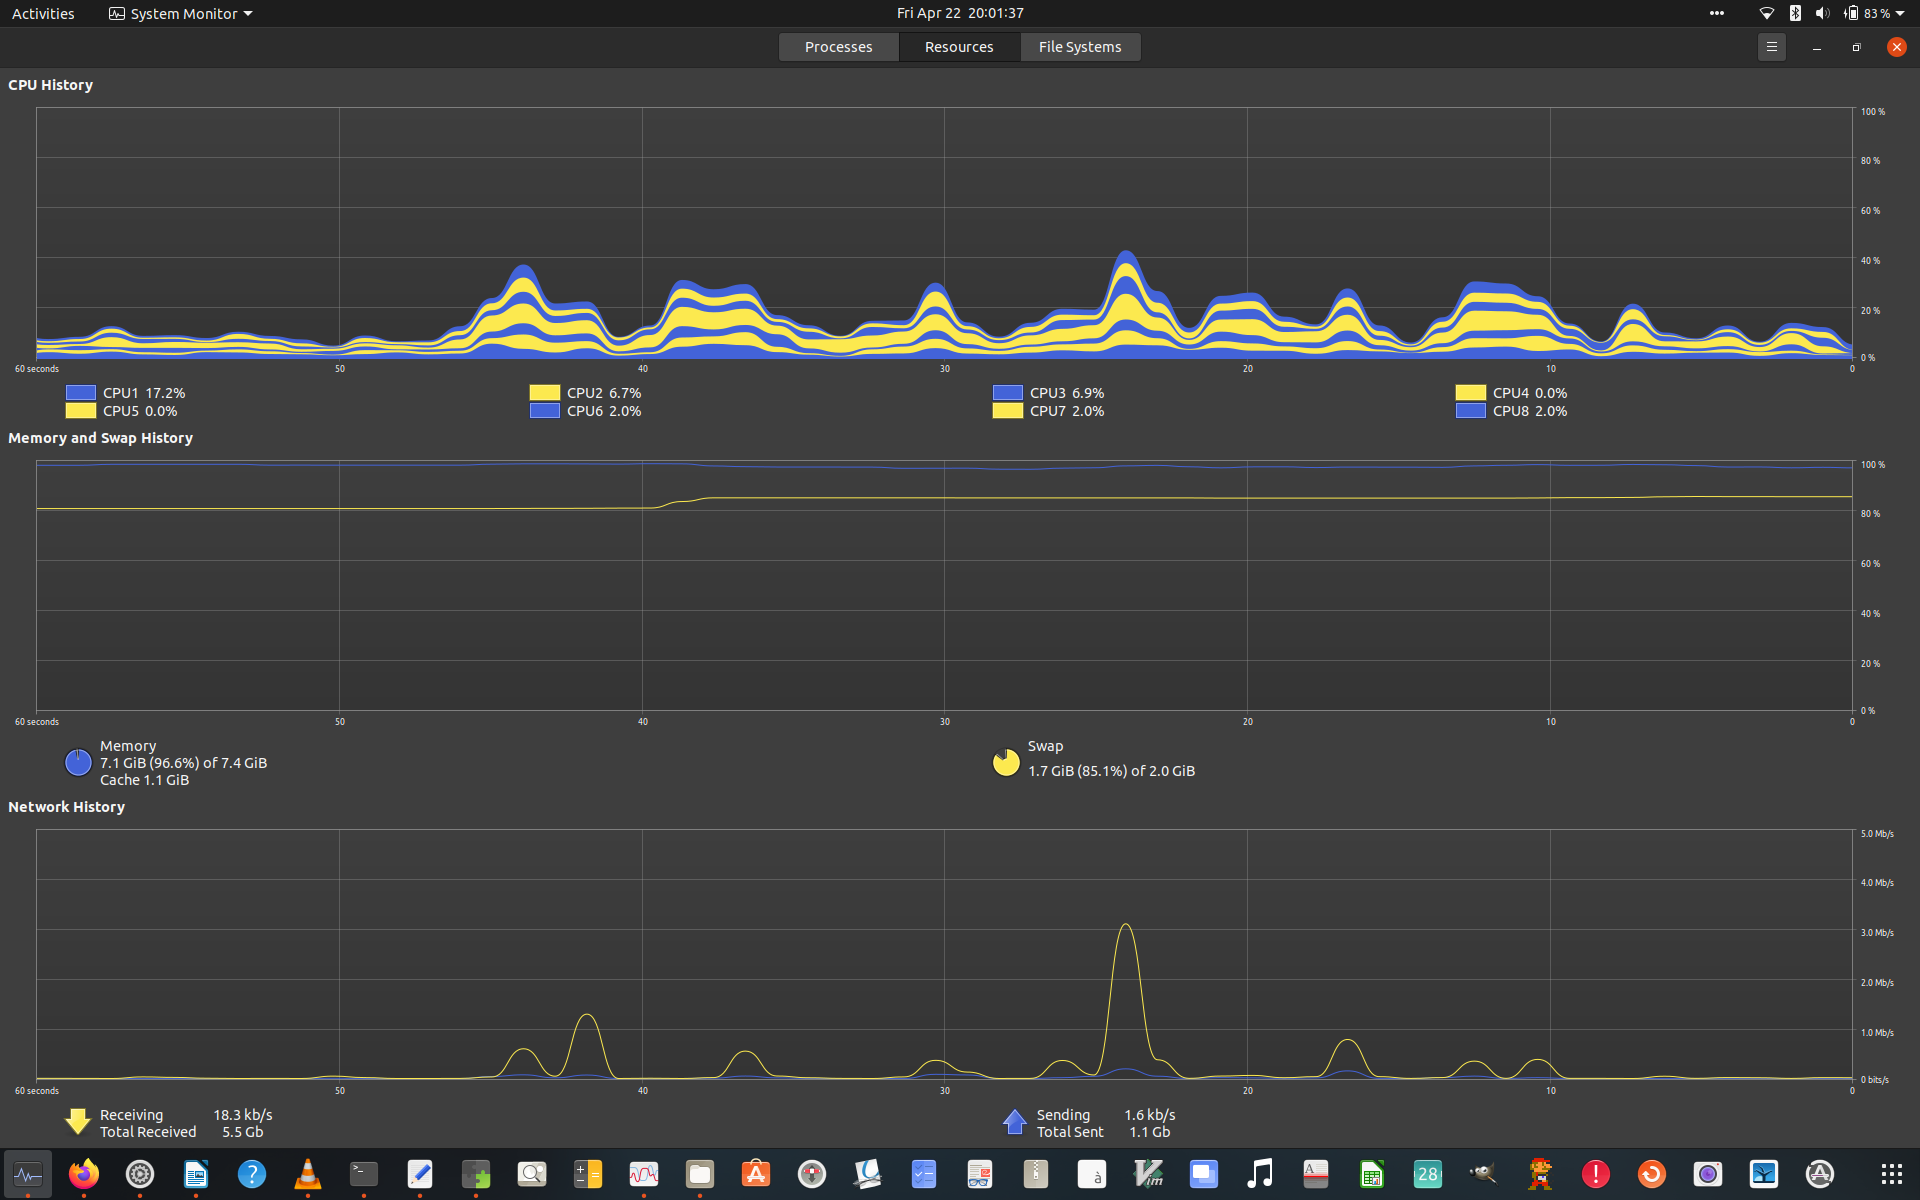 Activities System Monitor Fri Apr 22 20:01:37 83 %
Processes Resources File Systems
CPU History
100 %
80 %
60 %
40 %
20 %
0 %
60 seconds 50 40 30 20 10 0
CPU1 17.2% CPU2 6.7% CPU3 6.9% CPU4 0.0%
CPU5 0.0% CPU6 2.0% CPU7 2.0% CPU8 2.0%
Memory and Swap History
100 %
80 %
60 %
40 %
20 %
0 %
60 seconds 50 40 30 20 10 0
Memory
7.1 GiB (96.6%) of 7.4 GiB
Cache 1.1 GiB
Swap
1.7 GiB (85.1%) of 2.0 GiB
Network History
5.0 Mb/s
4.0 Mb/s
3.0 Mb/s
2.0 Mb/s
1.0 Mb/s
0 bits/s
60 seconds 50 40 30 20 10 0
Receiving 18.3 kb/s
Total Received 5.5 Gb
Sending 1.6 kb/s
Total Sent 1.1 Gb
28